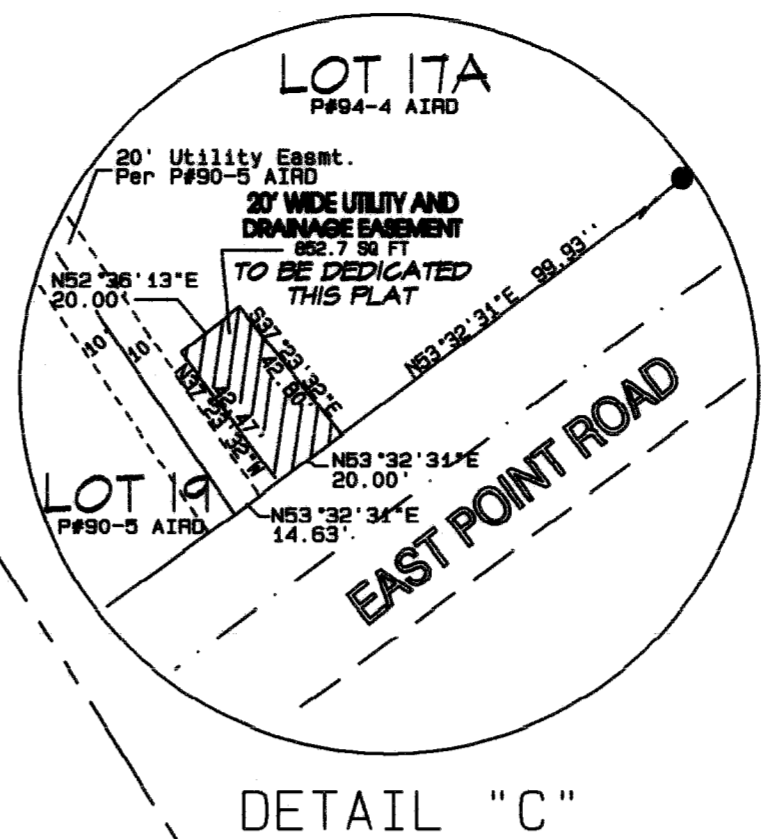 LOT 17A
P#94-4 AIRD
20' Utility Easmt.
Per P#90-5 AIRD
20' WIDE UTILITY AND
DRAINAGE EASEMENT
852.7 SQ FT
TO BE DEDICATED
THIS PLAT
N52°36'13"E
20.00'
S37°23'32"E
42.80'
N53°32'31"E 99.93'
10'
10'
42.47'
N37°23'32"W
N53°32'31"E
20.00'
LOT 19
P#90-5 AIRD
N53°32'31"E
14.63'
EAST POINT ROAD
DETAIL "C"